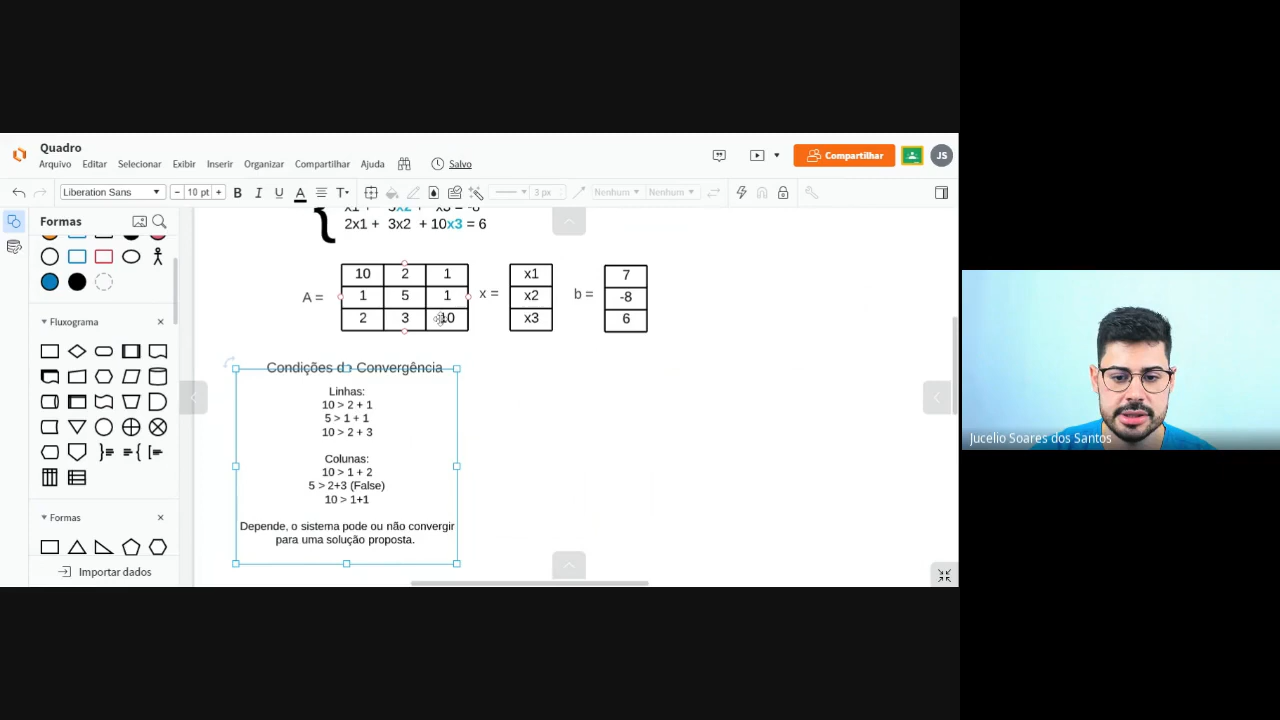 Quadro
Arquivo Editar Selecionar Exibir Inserir Organizar Compartilhar Ajuda Salvo
Compartilhar
JS
Liberation Sans 10 pt B I U A T 3 px Nenhum Nenhum
Formas
Fluxograma
Formas
Importar dados
2x1 + 3x2 + 10x3 = 6
A =
10 2 1
1 5 1
2 3 10
x =
x1
x2
x3
b =
7
-8
6
Condições de Convergência
Linhas:
10 > 2 + 1
5 > 1 + 1
10 > 2 + 3
Colunas:
10 > 1 + 2
5 > 2+3 (False)
10 > 1+1
Depende, o sistema pode ou não convergir
para uma solução proposta.
Jucelio Soares dos Santos